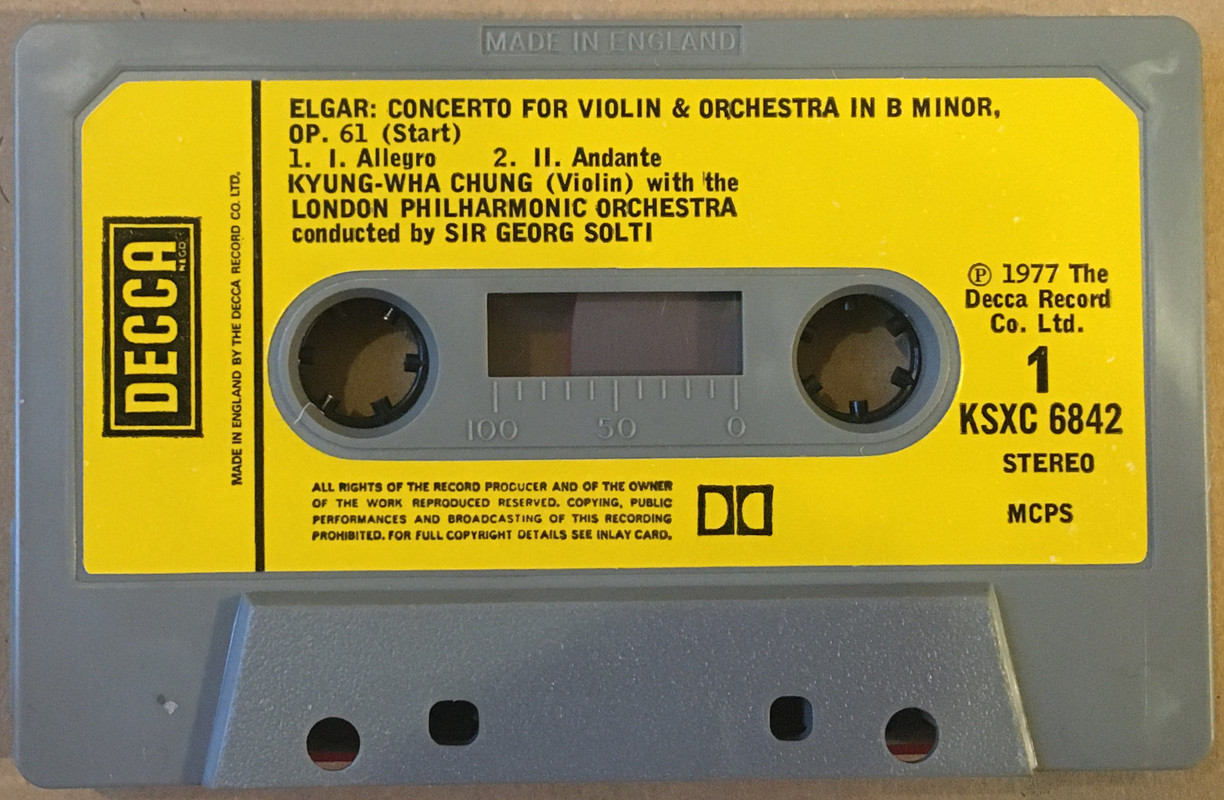 MADE IN ENGLAND
ELGAR: CONCERTO FOR VIOLIN & ORCHESTRA IN B MINOR,
OP. 61 (Start)
1. I. Allegro 2. II. Andante
KYUNG-WHA CHUNG (Violin) with the
LONDON PHILHARMONIC ORCHESTRA
conducted by SIR GEORG SOLTI
DECCA
REGD
MADE IN ENGLAND BY THE DECCA RECORD CO. LTD.
℗ 1977 The
Decca Record
Co. Ltd.
1
KSXC 6842
STEREO
MCPS
100 50 0
ALL RIGHTS OF THE RECORD PRODUCER AND OF THE OWNER
OF THE WORK REPRODUCED RESERVED. COPYING, PUBLIC
PERFORMANCES AND BROADCASTING OF THIS RECORDING
PROHIBITED. FOR FULL COPYRIGHT DETAILS SEE INLAY CARD.